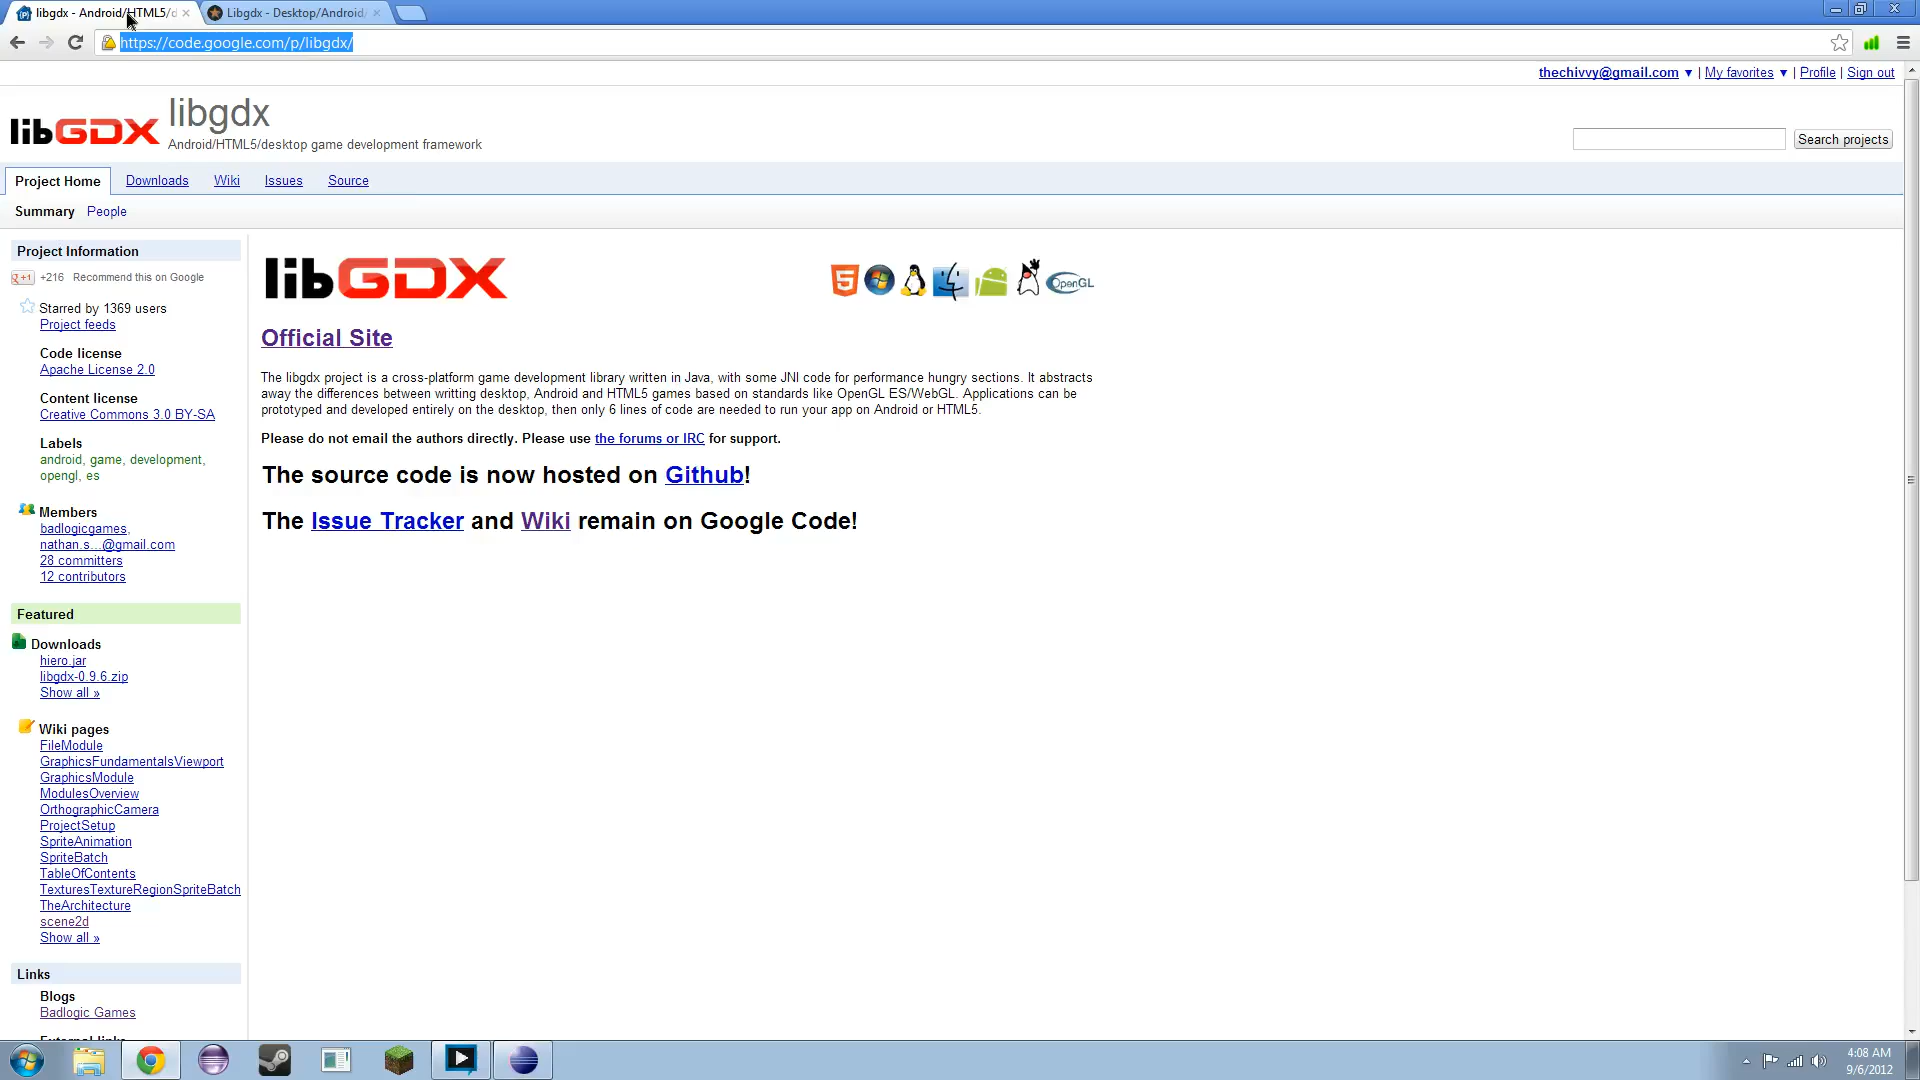 libgdx - Android/HTML5/d
Libgdx - Desktop/Android/
https://code.google.com/p/libgdx/
thechivvy@gmail.com ▼ | My favorites ▼ | Profile | Sign out
libGDX
libgdx
Android/HTML5/desktop game development framework
Search projects
Project Home Downloads Wiki Issues Source
Summary People
Project Information
+1 +216 Recommend this on Google
Starred by 1369 users
Project feeds
Code license
Apache License 2.0
Content license
Creative Commons 3.0 BY-SA
Labels
android, game, development,
opengl, es
Members
badlogicgames,
nathan.s...@gmail.com
28 committers
12 contributors
Featured
Downloads
hiero.jar
libgdx-0.9.6.zip
Show all »
Wiki pages
FileModule
GraphicsFundamentalsViewport
GraphicsModule
ModulesOverview
OrthographicCamera
ProjectSetup
SpriteAnimation
SpriteBatch
TableOfContents
TexturesTextureRegionSpriteBatch
TheArchitecture
scene2d
Show all »
Links
Blogs
Badlogic Games
External links
libGDX
5
OpenGL
Official Site
The libgdx project is a cross-platform game development library written in Java, with some JNI code for performance hungry sections. It abstracts
away the differences between writting desktop, Android and HTML5 games based on standards like OpenGL ES/WebGL. Applications can be
prototyped and developed entirely on the desktop, then only 6 lines of code are needed to run your app on Android or HTML5.
Please do not email the authors directly. Please use the forums or IRC for support.
The source code is now hosted on Github!
The Issue Tracker and Wiki remain on Google Code!
4:08 AM
9/6/2012